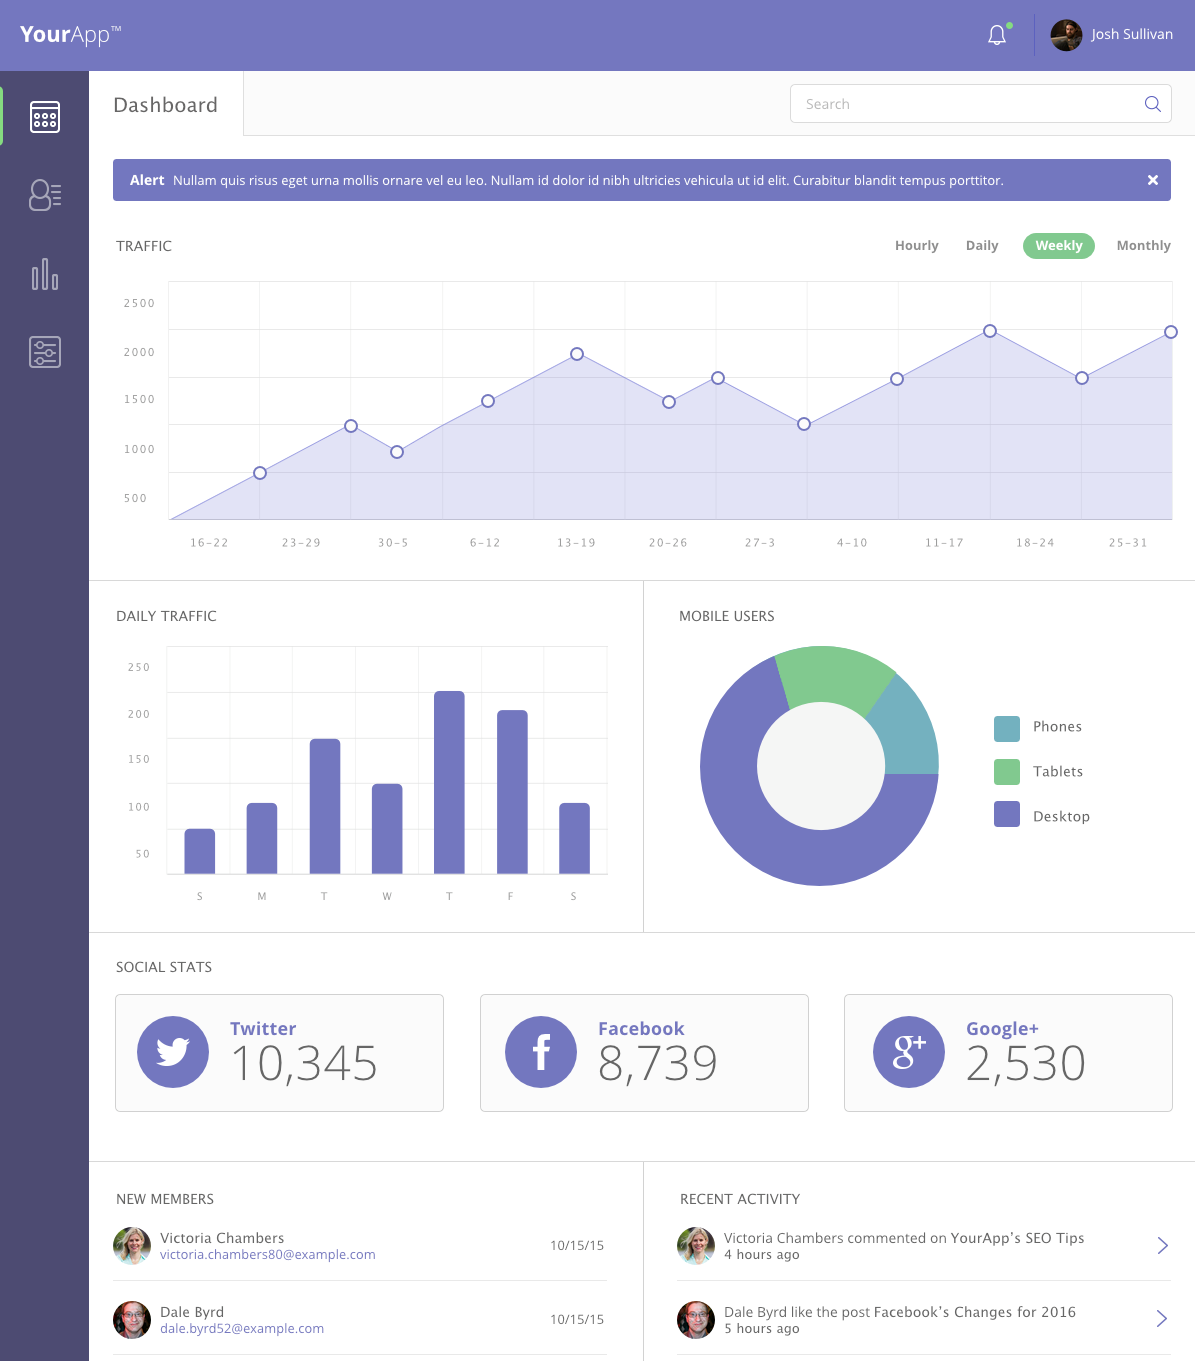 YourApp™
Josh Sullivan
Dashboard
Search
Alert Nullam quis risus eget urna mollis ornare vel eu leo. Nullam id dolor id nibh ultricies vehicula ut id elit. Curabitur blandit tempus porttitor.
TRAFFIC
Hourly Daily Weekly Monthly
2500
2000
1500
1000
500
16–22 23–29 30–5 6–12 13–19 20–26 27–3 4–10 11–17 18–24 25–31
DAILY TRAFFIC
250
200
150
100
50
S M T W T F S
MOBILE USERS
Phones
Tablets
Desktop
SOCIAL STATS
Twitter
10,345
Facebook
8,739
Google+
2,530
NEW MEMBERS
Victoria Chambers
victoria.chambers80@example.com
10/15/15
Dale Byrd
dale.byrd52@example.com
10/15/15
RECENT ACTIVITY
Victoria Chambers commented on YourApp's SEO Tips
4 hours ago
Dale Byrd like the post Facebook's Changes for 2016
5 hours ago